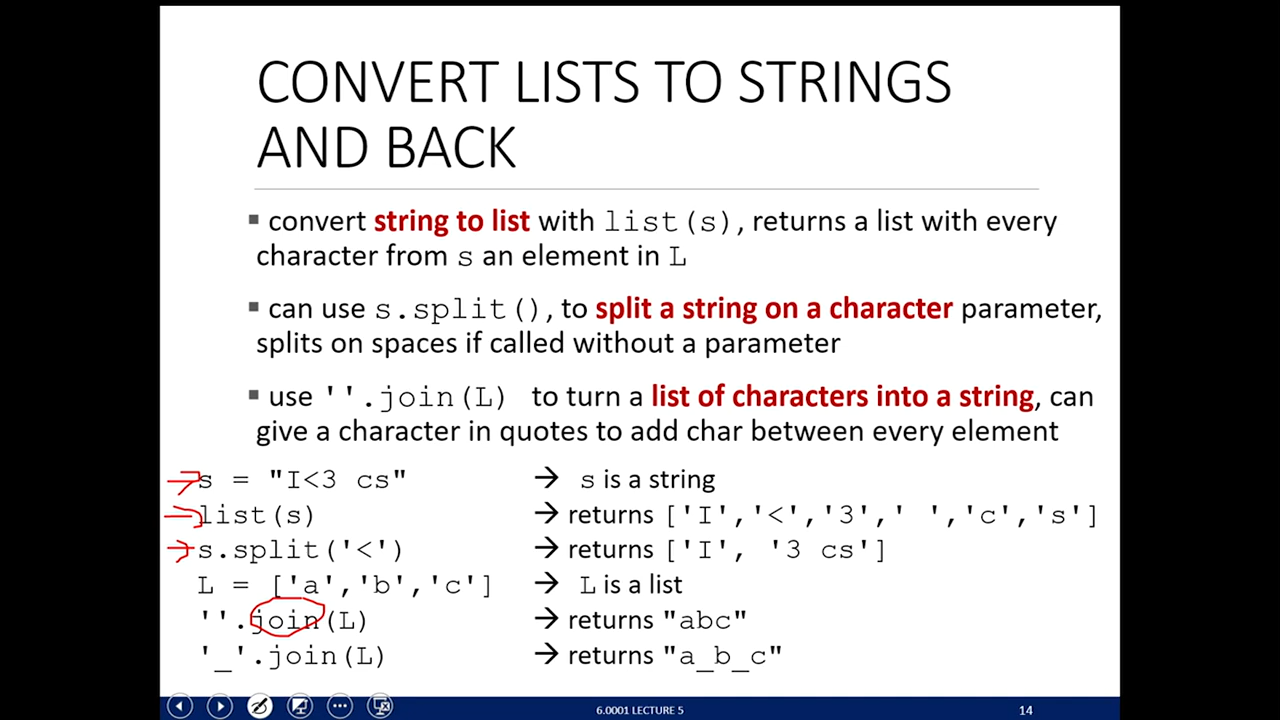 CONVERT LISTS TO STRINGS
AND BACK
▪ convert string to list with list(s), returns a list with every
character from s an element in L
▪ can use s.split(), to split a string on a character parameter,
splits on spaces if called without a parameter
▪ use ''.join(L) to turn a list of characters into a string, can
give a character in quotes to add char between every element
s = "I<3 cs" → s is a string
list(s) → returns ['I','<','3',' ','c','s']
s.split('<') → returns ['I', '3 cs']
L = ['a','b','c'] → L is a list
''.join(L) → returns "abc"
'_'.join(L) → returns "a_b_c"
6.0001 LECTURE 5 14